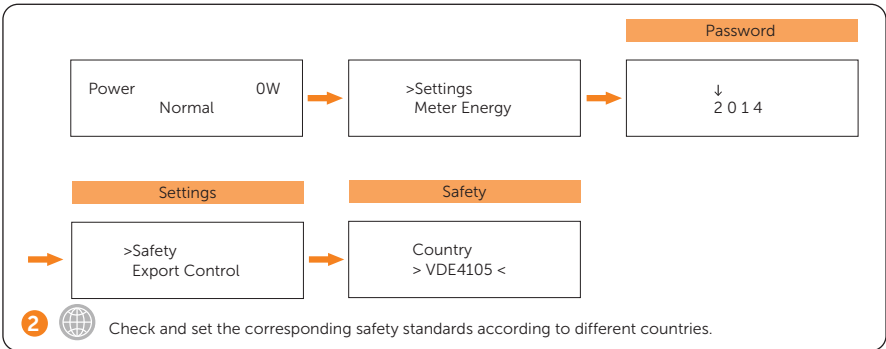 Password
Power 0W
Normal
>Settings
Meter Energy
↓
2 0 1 4
Settings
Safety
>Safety
Export Control
Country
> VDE4105 <
2 Check and set the corresponding safety standards according to different countries.